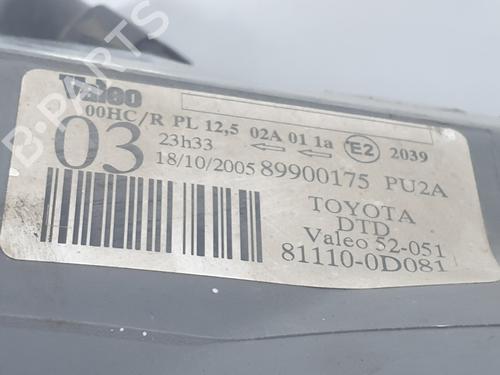 Valeo
00HC/R PL 12,5 02A 01 1a E2 2039
03
23h33
18/10/2005 89900175 PU2A
TOYOTA
DTD
Valeo 52-051
81110-0D081
B-PARTS